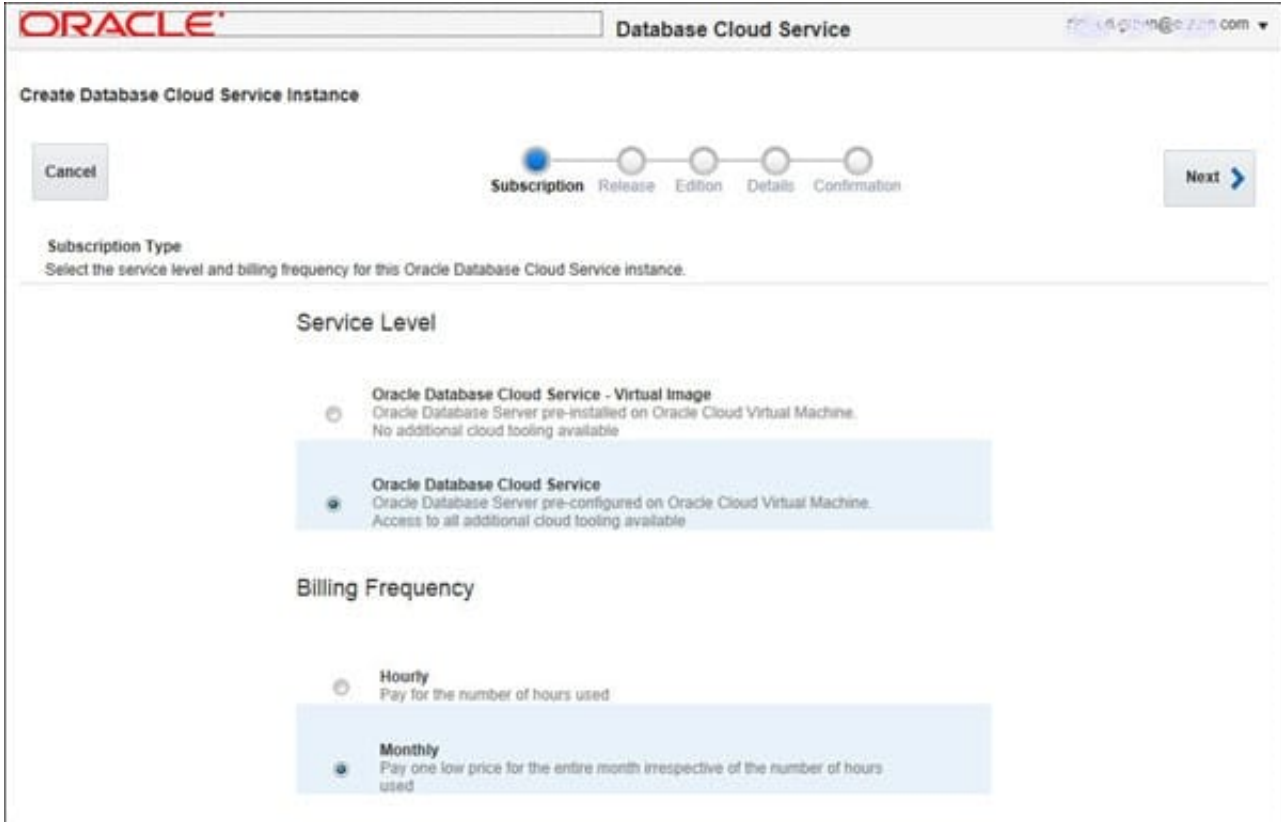 ORACLE
Database Cloud Service
.com
Create Database Cloud Service Instance
Cancel
Subscription Release Edition Details Confirmation
Next
Subscription Type
Select the service level and billing frequency for this Oracle Database Cloud Service instance.
Service Level
Oracle Database Cloud Service - Virtual Image
Oracle Database Server pre-installed on Oracle Cloud Virtual Machine.
No additional cloud tooling available
Oracle Database Cloud Service
Oracle Database Server pre-configured on Oracle Cloud Virtual Machine.
Access to all additional cloud tooling available
Billing Frequency
Hourly
Pay for the number of hours used
Monthly
Pay one low price for the entire month irrespective of the number of hours
used